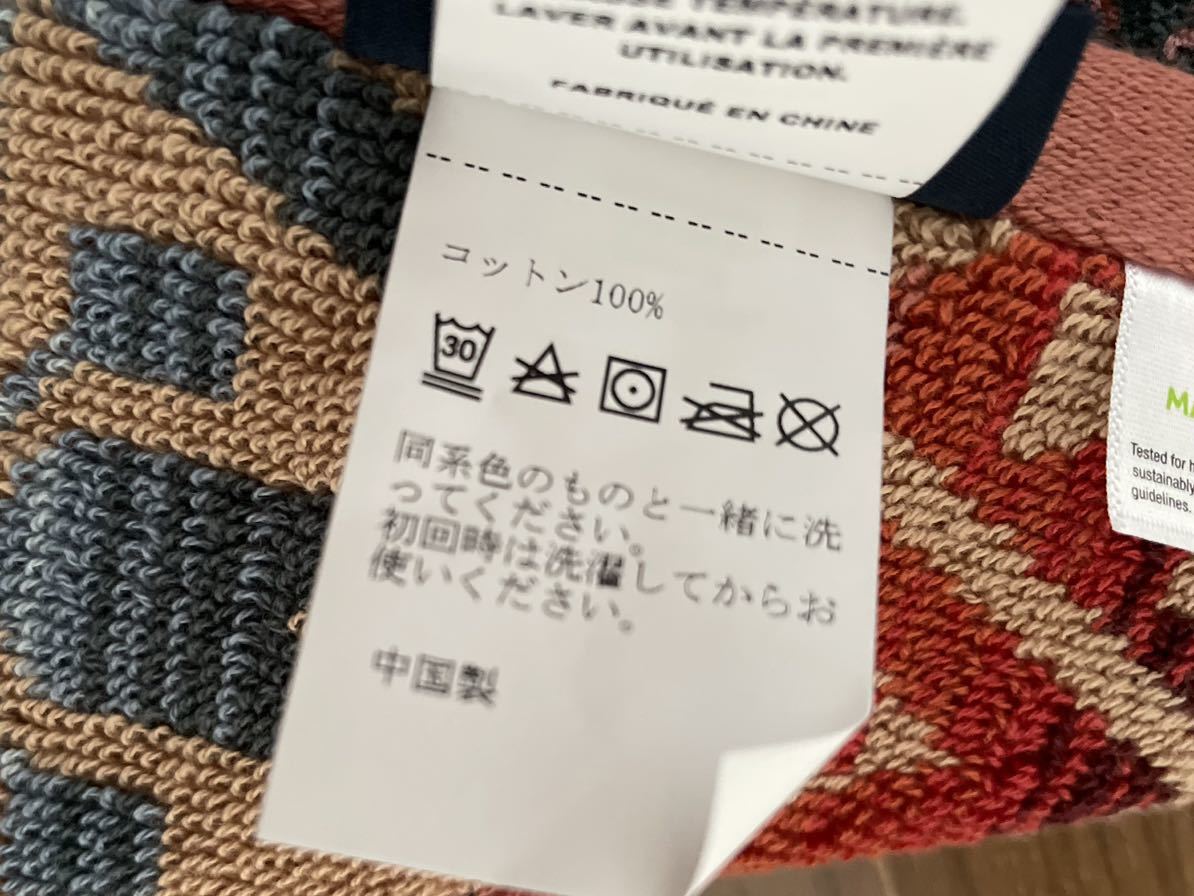 TEMPÉRATURE.
LAVER AVANT LA PREMIÈRE
UTILISATION.
FABRIQUÉ EN CHINE
コットン100%
30
同系色のものと一緒に洗
ってください。
初回時は洗濯してからお
使いください。
中国製
Tested for
sustainably
guidelines.